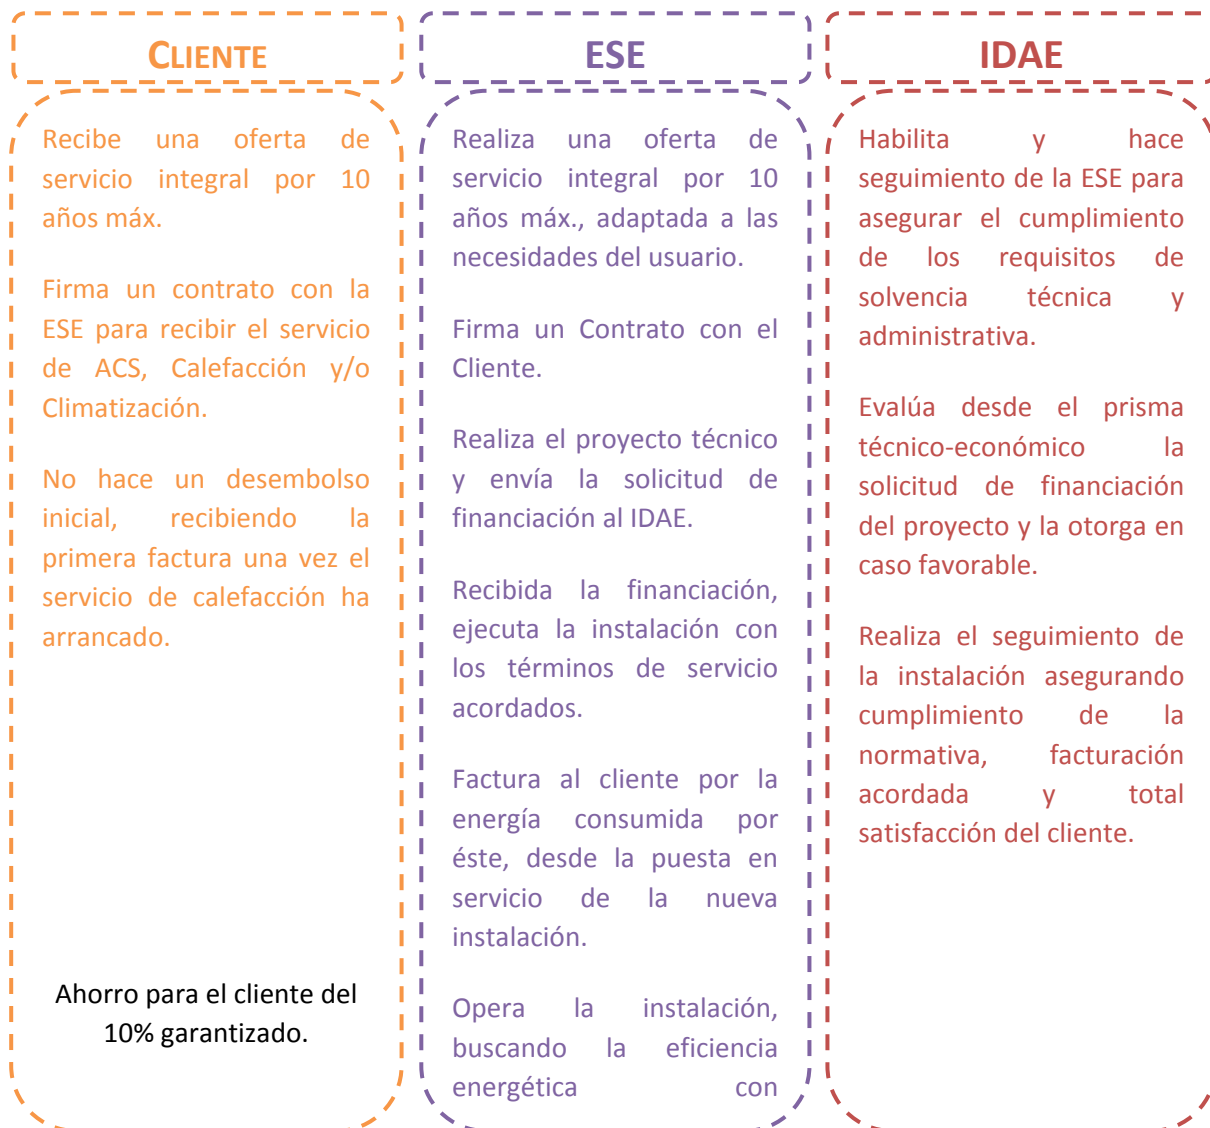 CLIENTE
Recibe una oferta de
servicio integral por 10
años máx.
Firma un contrato con la
ESE para recibir el servicio
de ACS, Calefacción y/o
Climatización.
No hace un desembolso
inicial, recibiendo la
primera factura una vez el
servicio de calefacción ha
arrancado.
Ahorro para el cliente del
10% garantizado.
ESE
Realiza una oferta de
servicio integral por 10
años máx., adaptada a las
necesidades del usuario.
Firma un Contrato con el
Cliente.
Realiza el proyecto técnico
y envía la solicitud de
financiación al IDAE.
Recibida la financiación,
ejecuta la instalación con
los términos de servicio
acordados.
Factura al cliente por la
energía consumida por
éste, desde la puesta en
servicio de la nueva
instalación.
Opera la instalación,
buscando la eficiencia
energética con
IDAE
Habilita y hace
seguimiento de la ESE para
asegurar el cumplimiento
de los requisitos de
solvencia técnica y
administrativa.
Evalúa desde el prisma
técnico-económico la
solicitud de financiación
del proyecto y la otorga en
caso favorable.
Realiza el seguimiento de
la instalación asegurando
cumplimiento de la
normativa, facturación
acordada y total
satisfacción del cliente.